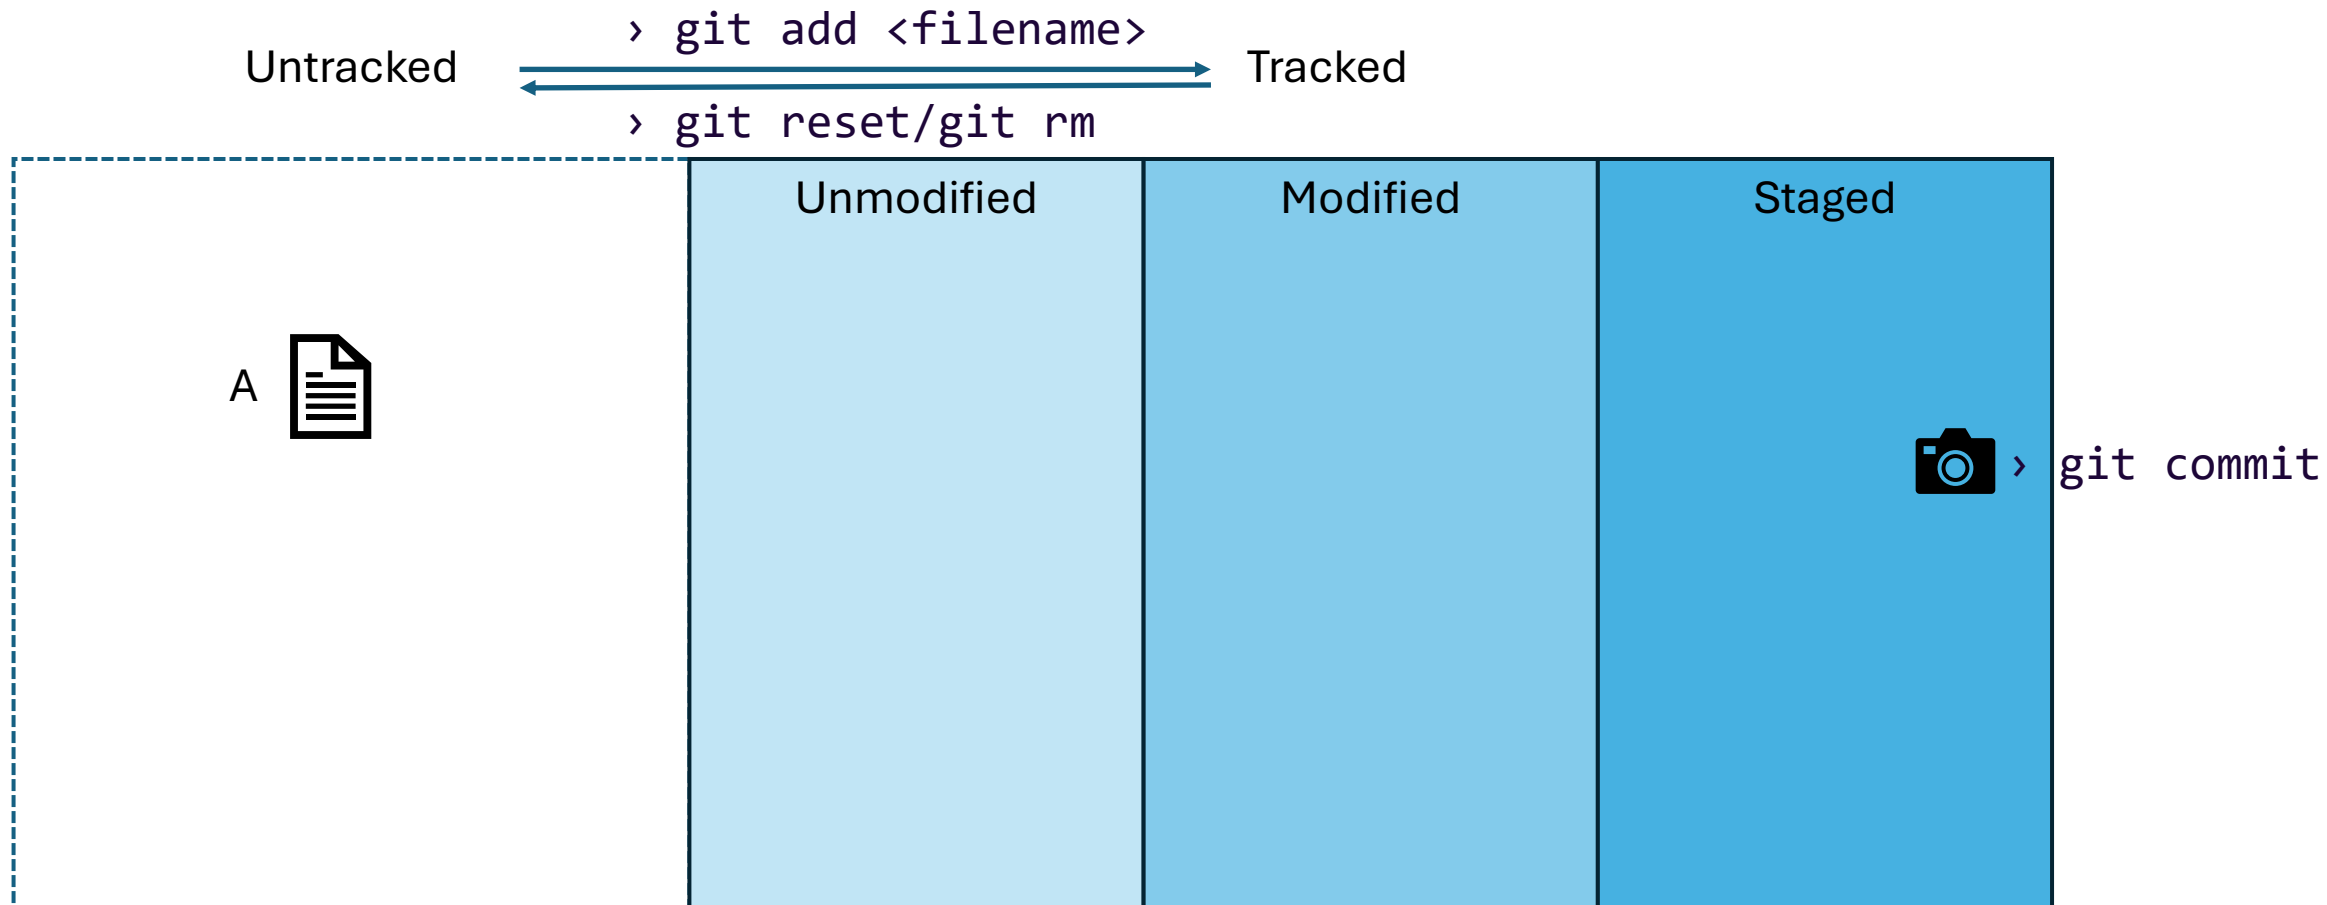 › git add <filename>
Untracked
Tracked
› git reset/git rm
Unmodified
Modified
Staged
A
› git commit